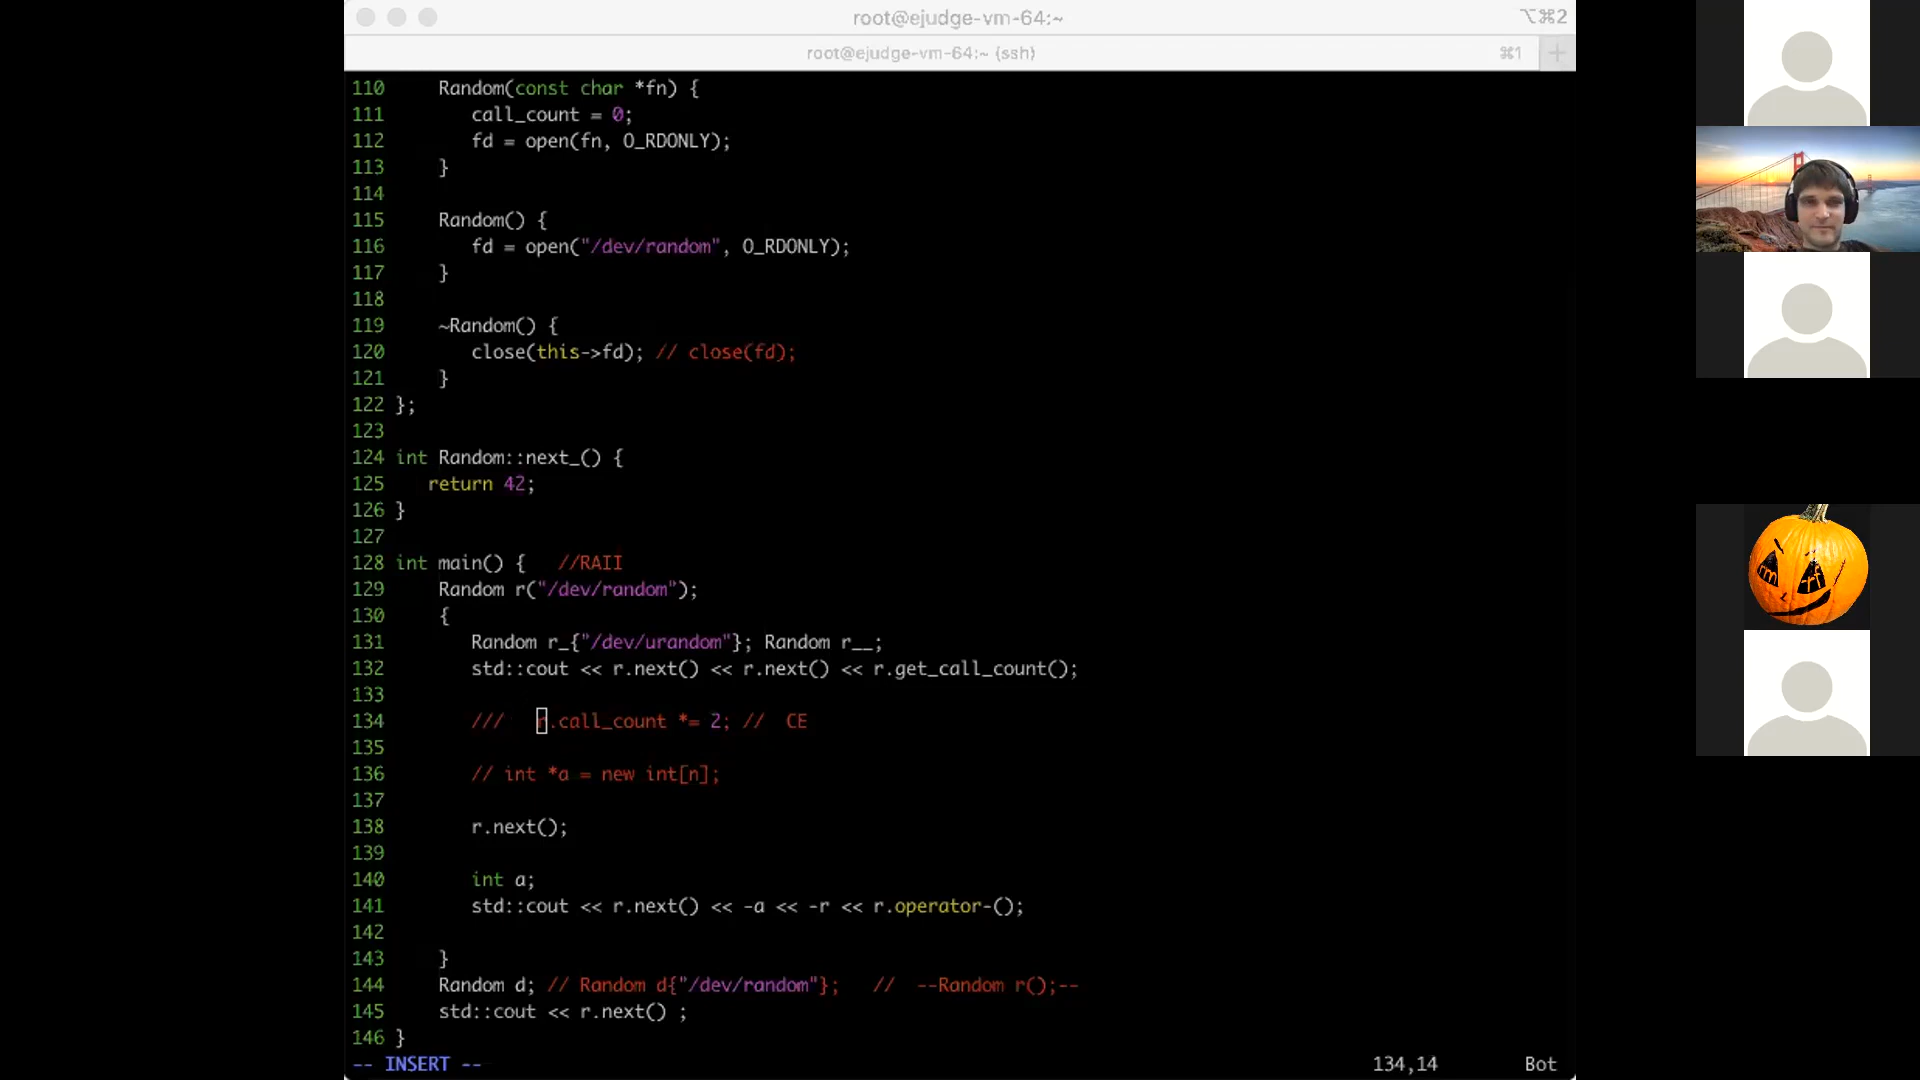 root@ejudge-vm-64:~
⌥⌘2
root@ejudge-vm-64:~ (ssh)
⌘1
+
110     Random(const char *fn) {
111        call_count = 0;
112        fd = open(fn, O_RDONLY);
113     }
114
115     Random() {
116        fd = open("/dev/random", O_RDONLY);
117     }
118
119     ~Random() {
120        close(this->fd); // close(fd);
121     }
122 };
123
124 int Random::next_() {
125    return 42;
126 }
127
128 int main() {   //RAII
129     Random r("/dev/random");
130     {
131        Random r_{"/dev/urandom"}; Random r__;
132        std::cout << r.next() << r.next() << r.get_call_count();
133
134        ///   r.call_count *= 2; //  CE
135
136        // int *a = new int[n];
137
138        r.next();
139
140        int a;
141        std::cout << r.next() << -a << -r << r.operator-();
142
143     }
144     Random d; // Random d{"/dev/random"};   //  --Random r();--
145     std::cout << r.next() ;
146 }
-- INSERT --
134,14
Bot
rm
rf